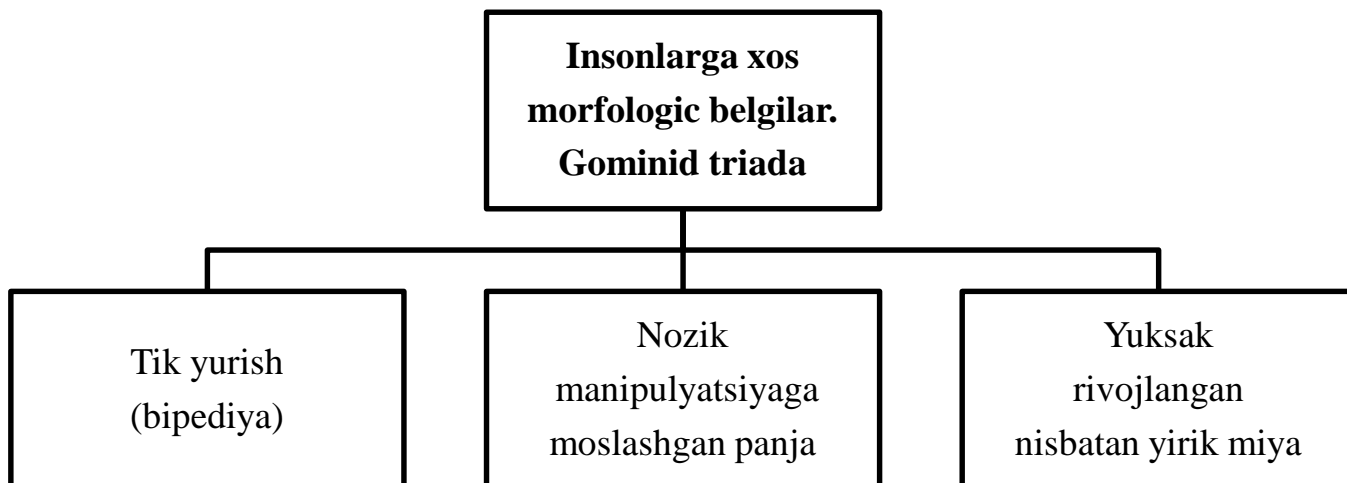 Insonlarga xos
morfologic belgilar.
Gominid triada
Tik yurish
(bipediya)
Nozik
manipulyatsiyaga
moslashgan panja
Yuksak
rivojlangan
nisbatan yirik miya